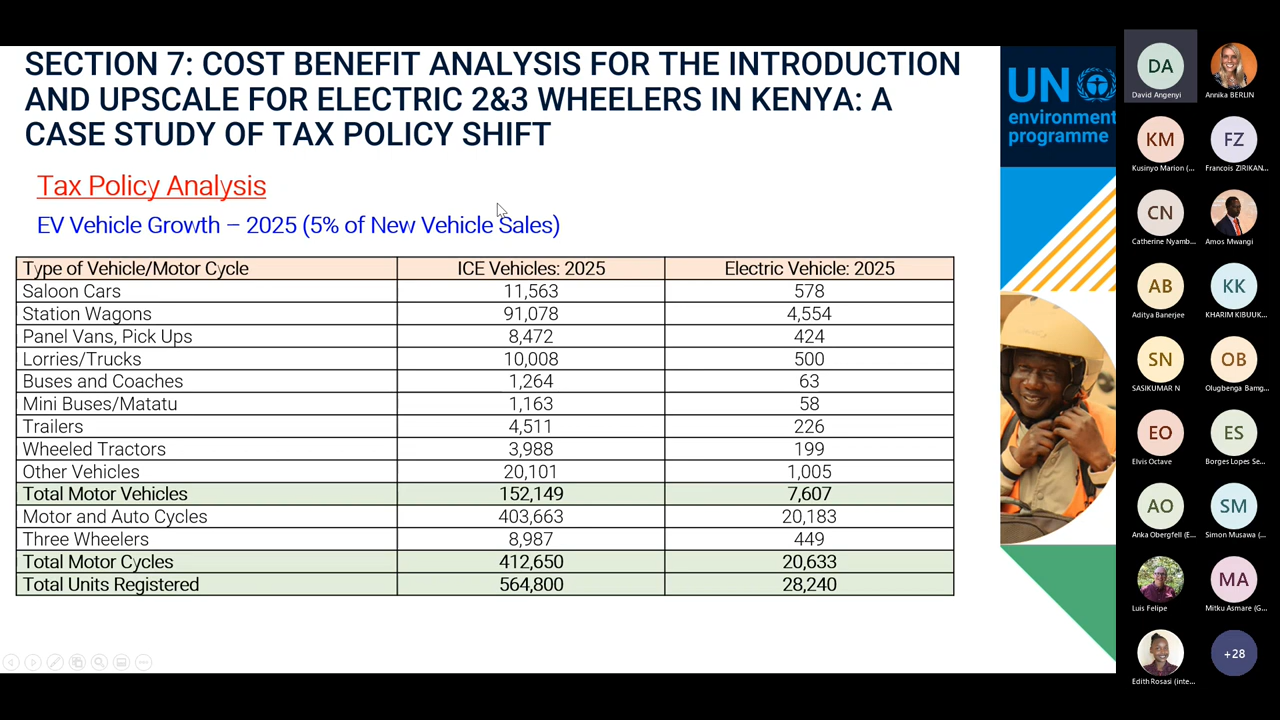 SECTION 7: COST BENEFIT ANALYSIS FOR THE INTRODUCTION
AND UPSCALE FOR ELECTRIC 2&3 WHEELERS IN KENYA: A
CASE STUDY OF TAX POLICY SHIFT
Tax Policy Analysis
EV Vehicle Growth – 2025 (5% of New Vehicle Sales)
Type of Vehicle/Motor Cycle ICE Vehicles: 2025 Electric Vehicle: 2025
Saloon Cars 11,563 578
Station Wagons 91,078 4,554
Panel Vans, Pick Ups 8,472 424
Lorries/Trucks 10,008 500
Buses and Coaches 1,264 63
Mini Buses/Matatu 1,163 58
Trailers 4,511 226
Wheeled Tractors 3,988 199
Other Vehicles 20,101 1,005
Total Motor Vehicles 152,149 7,607
Motor and Auto Cycles 403,663 20,183
Three Wheelers 8,987 449
Total Motor Cycles 412,650 20,633
Total Units Registered 564,800 28,240
UN
environment
programme
DA
David Angenyi
Annika BERLIN
KM
Kusinyo Marion (...
FZ
Francois ZIRIKAN...
CN
Catherine Nyamb...
Amos Mwangi
AB
Aditya Banerjee
KK
KHARIM KIBUUK...
SN
SASIKUMAR N
OB
Olugbenga Bamg...
EO
Elvis Octave
ES
Borges Lopes Se...
AO
Anka Obergfell (E...
SM
Simon Musawa (...
Luis Felipe
MA
Mitku Asmare (G...
Edith Rosasi (inte...
+28